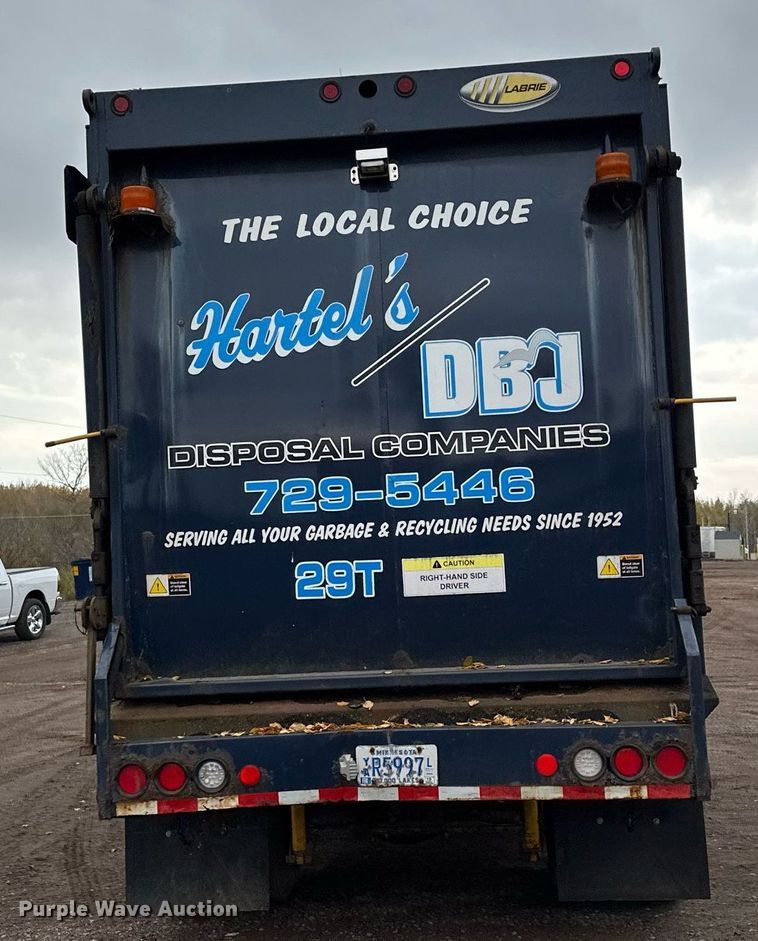 LABRIE
THE LOCAL CHOICE
Hartel's / DBJ
DISPOSAL COMPANIES
729-5446
SERVING ALL YOUR GARBAGE & RECYCLING NEEDS SINCE 1952
29T
CAUTION
RIGHT-HAND SIDE
DRIVER
MINNESOTA
R5997
Purple Wave Auction